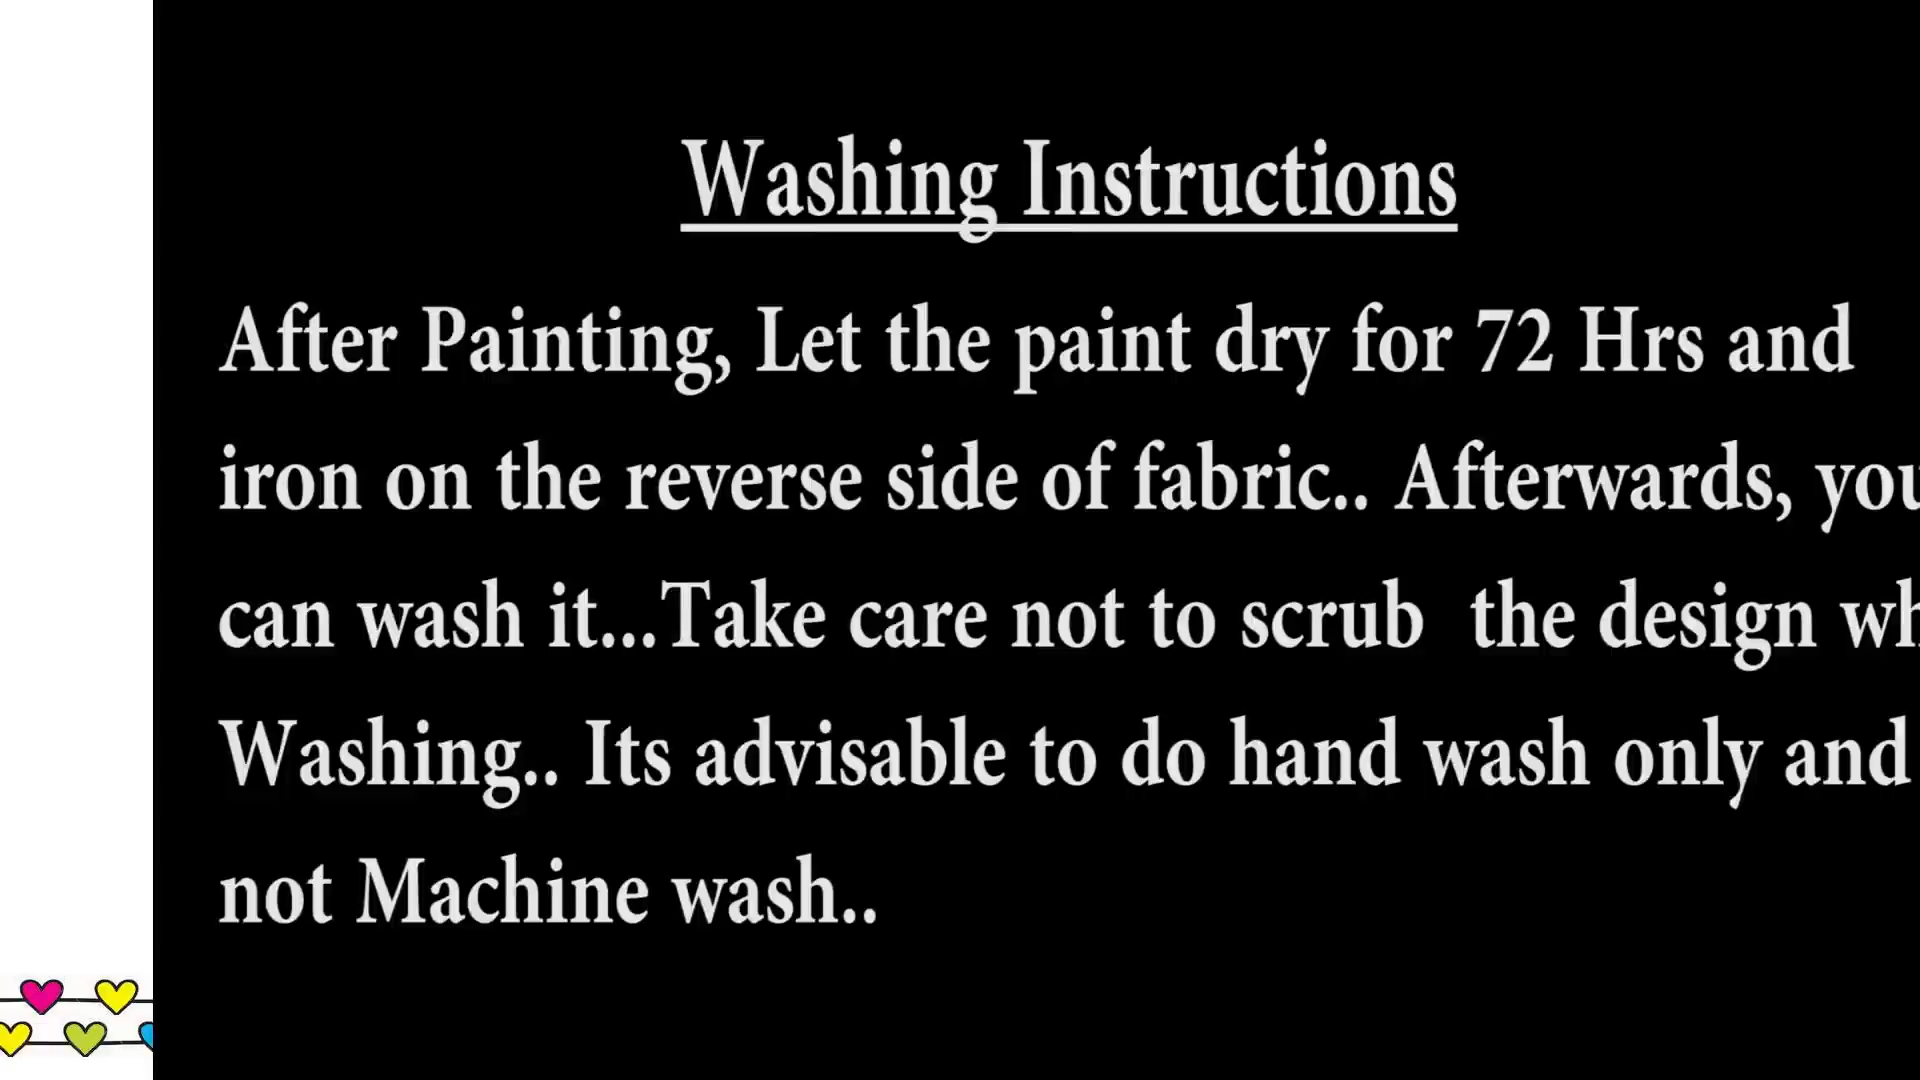 Washing Instructions
After Painting, Let the paint dry for 72 Hrs and
iron on the reverse side of fabric.. Afterwards, you
can wash it...Take care not to scrub  the design
Washing.. Its advisable to do hand wash only and
not Machine wash..